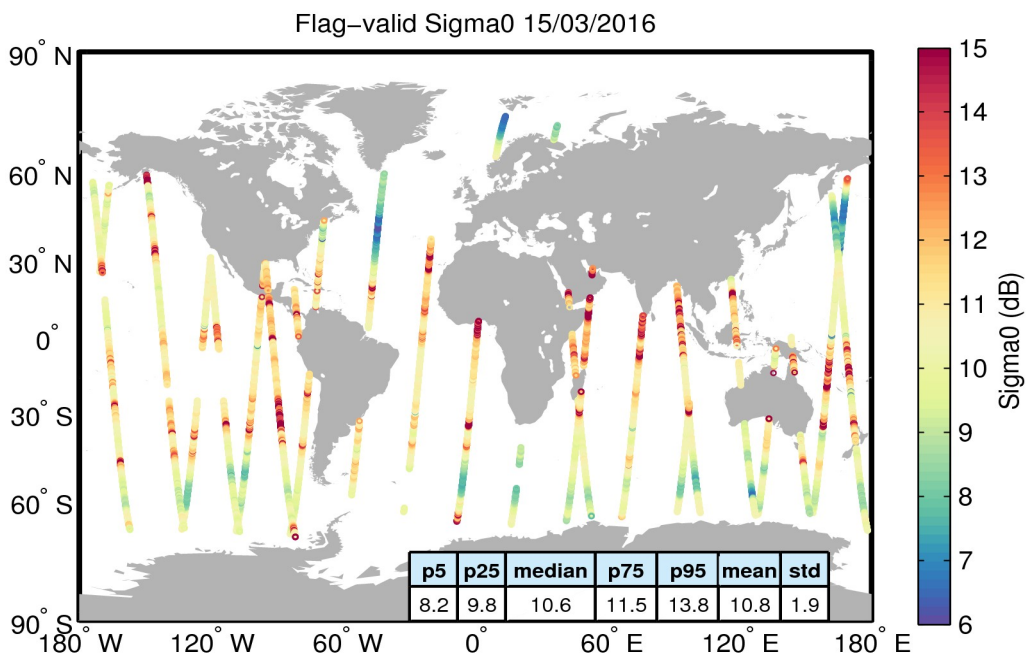 Flag−valid Sigma0 15/03/2016
90° N
60° N
30° N
0°
30° S
60° S
90° S
180° W
120° W
60° W
0°
60° E
120° E
180° E
p5 p25 median p75 p95 mean std
8.2 9.8 10.6 11.5 13.8 10.8 1.9
15
14
13
12
11
10
9
8
7
6
Sigma0 (dB)